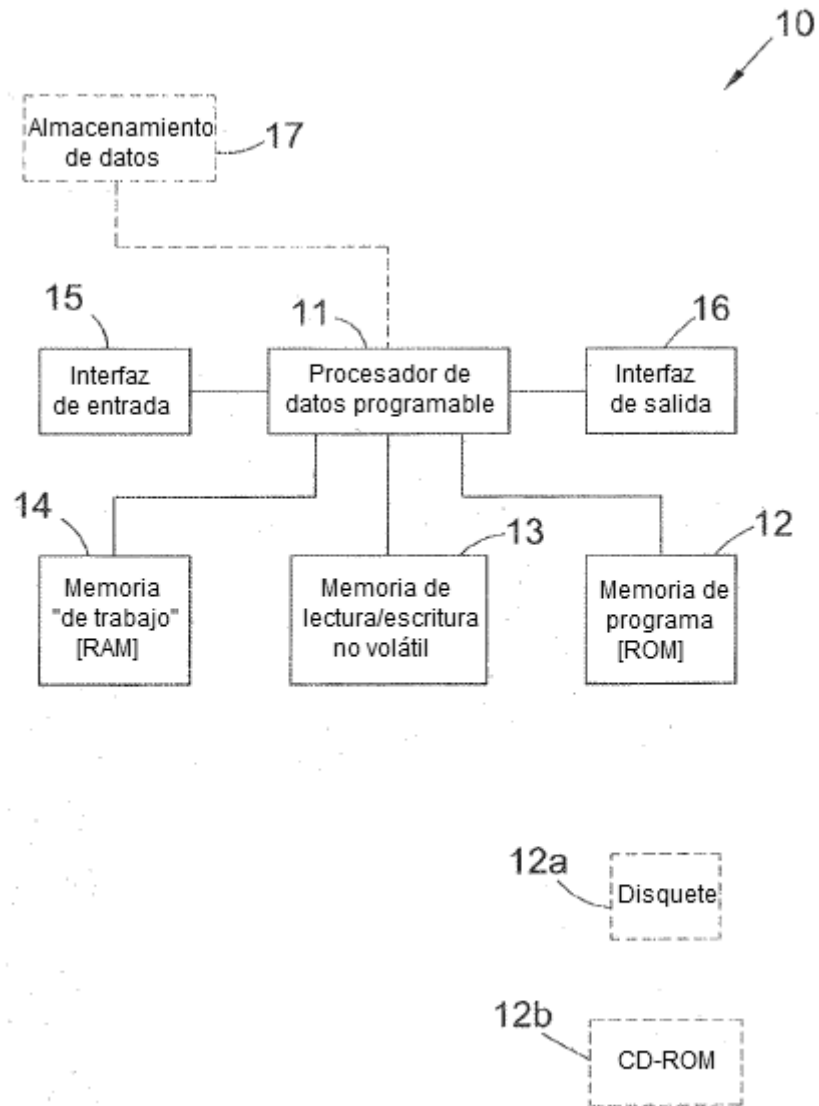 10
Almacenamiento
de datos
17
15
11
16
Interfaz
de entrada
Procesador de
datos programable
Interfaz
de salida
14
13
12
Memoria
"de trabajo"
[RAM]
Memoria de
lectura/escritura
no volátil
Memoria de
programa
[ROM]
12a
Disquete
12b
CD-ROM